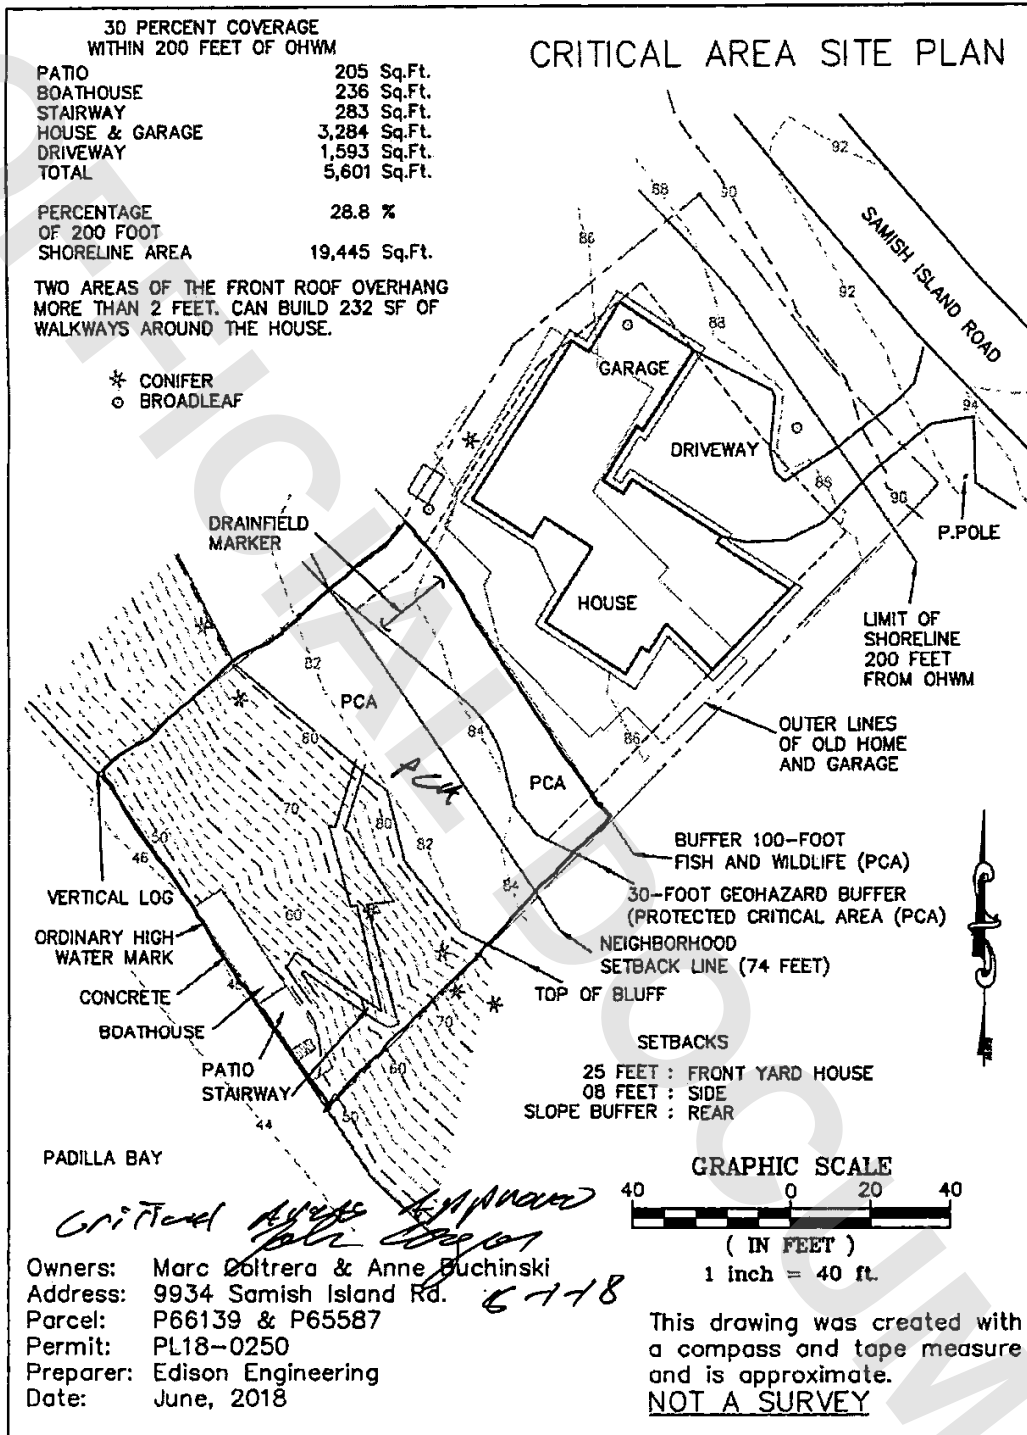 30 PERCENT COVERAGE
WITHIN 200 FEET OF OHWM
PATIO 205 Sq.Ft.
BOATHOUSE 236 Sq.Ft.
STAIRWAY 283 Sq.Ft.
HOUSE & GARAGE 3,284 Sq.Ft.
DRIVEWAY 1,593 Sq.Ft.
TOTAL 5,601 Sq.Ft.
PERCENTAGE 28.8 %
OF 200 FOOT
SHORELINE AREA 19,445 Sq.Ft.
TWO AREAS OF THE FRONT ROOF OVERHANG
MORE THAN 2 FEET. CAN BUILD 232 SF OF
WALKWAYS AROUND THE HOUSE.
CONIFER
BROADLEAF
CRITICAL AREA SITE PLAN
92
88
90
86
SAMISH ISLAND ROAD
92
88
GARAGE
94
DRIVEWAY
86
90
P.POLE
DRAINFIELD
MARKER
HOUSE
LIMIT OF
SHORELINE
200 FEET
FROM OHWM
82
PCA
84
80
86
OUTER LINES
OF OLD HOME
AND GARAGE
PCA
PCA
70
80
82
50
46
BUFFER 100-FOOT
FISH AND WILDLIFE (PCA)
84
30-FOOT GEOHAZARD BUFFER
(PROTECTED CRITICAL AREA (PCA)
VERTICAL LOG
60
ORDINARY HIGH
WATER MARK
NEIGHBORHOOD
SETBACK LINE (74 FEET)
TOP OF BLUFF
CONCRETE
BOATHOUSE
70
PATIO
STAIRWAY
60
50
44
SETBACKS
25 FEET : FRONT YARD HOUSE
08 FEET : SIDE
SLOPE BUFFER : REAR
PADILLA BAY
GRAPHIC SCALE
40 0 20 40
( IN FEET )
1 inch = 40 ft.
Critical Areas Approved
6-1-18
Owners: Marc Coltrera & Anne Buchinski
Address: 9934 Samish Island Rd.
Parcel: P66139 & P65587
Permit: PL18-0250
Preparer: Edison Engineering
Date: June, 2018
This drawing was created with
a compass and tape measure
and is approximate.
NOT A SURVEY
OFFICIAL DOCUM